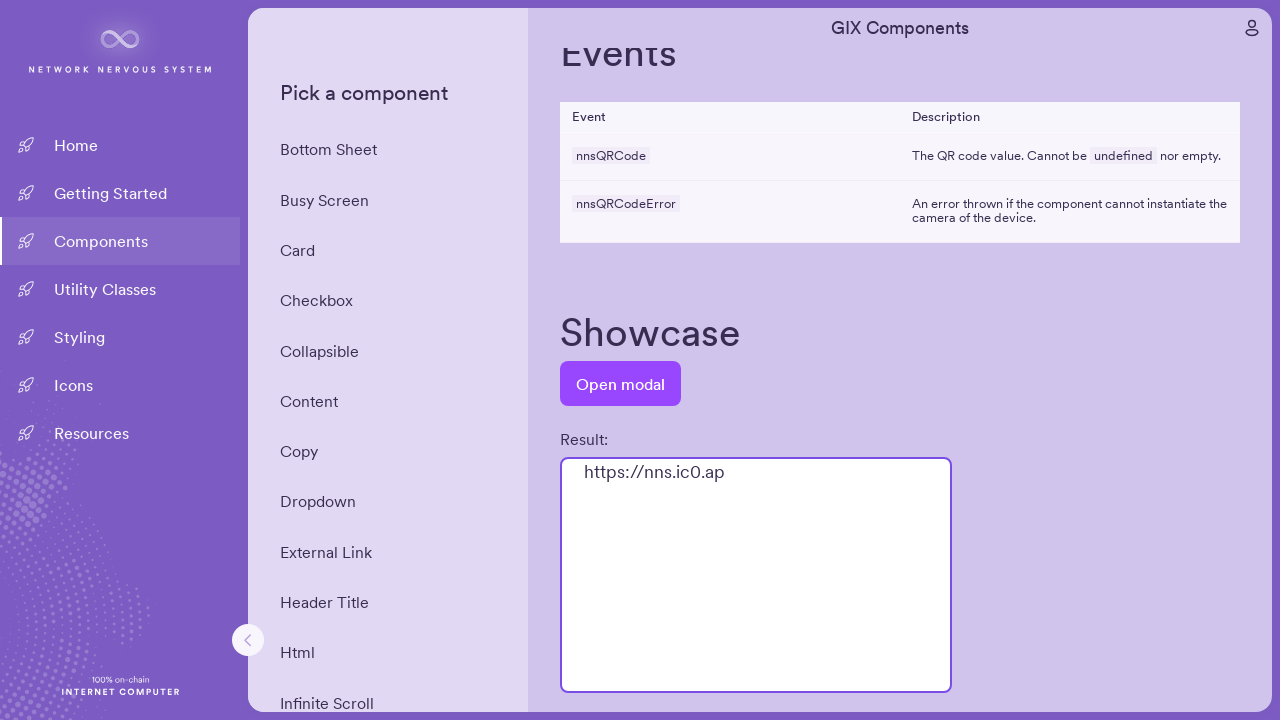 NETWORK NERVOUS SYSTEM
Home
Getting Started
Components
Utility Classes
Styling
Icons
Resources
100% on-chain
INTERNET COMPUTER
Pick a component
Bottom Sheet
Busy Screen
Card
Checkbox
Collapsible
Content
Copy
Dropdown
External Link
Header Title
Html
Infinite Scroll
GIX Components
Events
Event Description
nnsQRCode The QR code value. Cannot be undefined nor empty.
nnsQRCodeError An error thrown if the component cannot instantiate the
camera of the device.
Showcase
Open modal
Result:
https://nns.ic0.ap